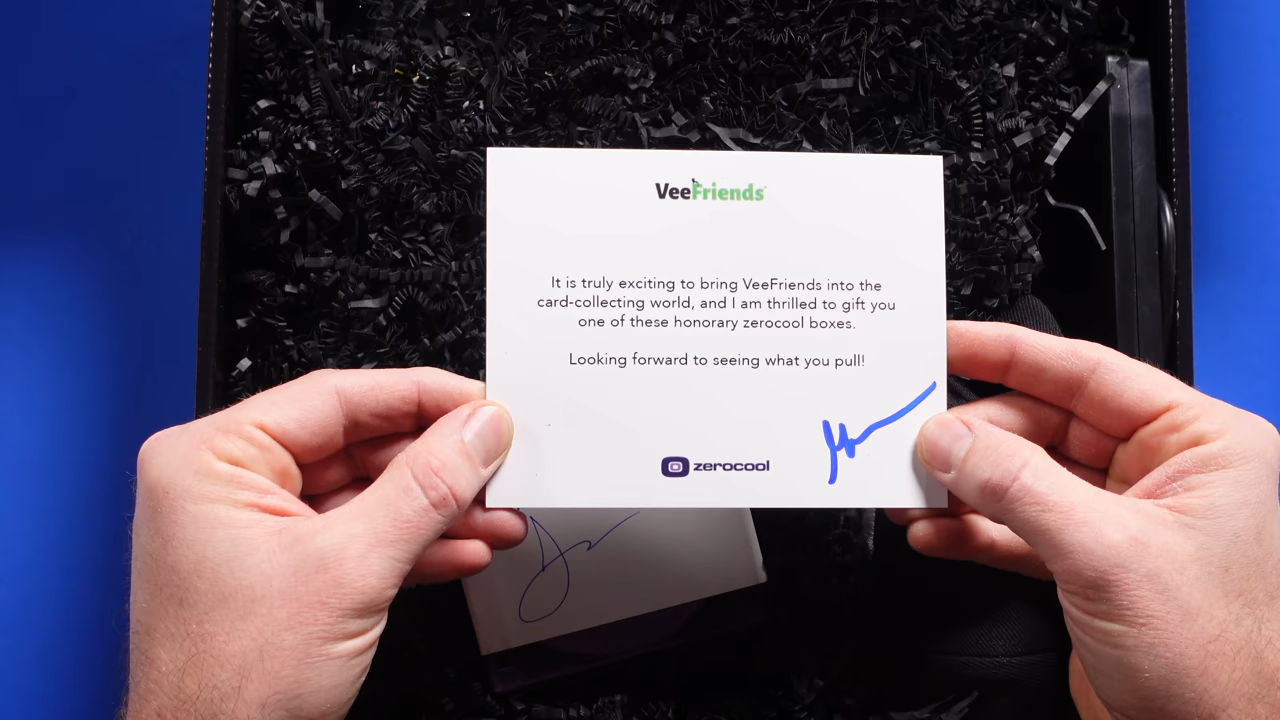 VeeFriends
It is truly exciting to bring VeeFriends into the
card-collecting world, and I am thrilled to gift you
one of these honorary zerocool boxes.
Looking forward to seeing what you pull!
zerocool